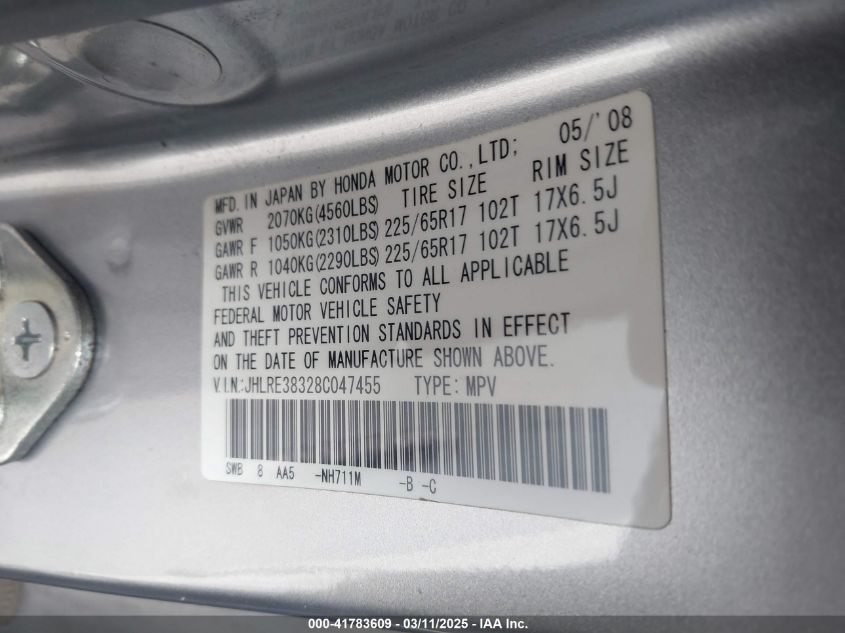 MFD. IN JAPAN BY HONDA MOTOR CO.,LTD; 05/'08
GVWR 2070KG(4560LBS) TIRE SIZE RIM SIZE
GAWR F 1050KG(2310LBS) 225/65R17 102T 17X6.5J
GAWR R 1040KG(2290LBS) 225/65R17 102T 17X6.5J
THIS VEHICLE CONFORMS TO ALL APPLICABLE
FEDERAL MOTOR VEHICLE SAFETY
AND THEFT PREVENTION STANDARDS IN EFFECT
ON THE DATE OF MANUFACTURE SHOWN ABOVE.
V.I.N.:JHLRE38328C047455 TYPE: MPV
SWB 8 AA5 -NH711M -B -C
000-41783609 - 03/11/2025 - IAA, Inc.